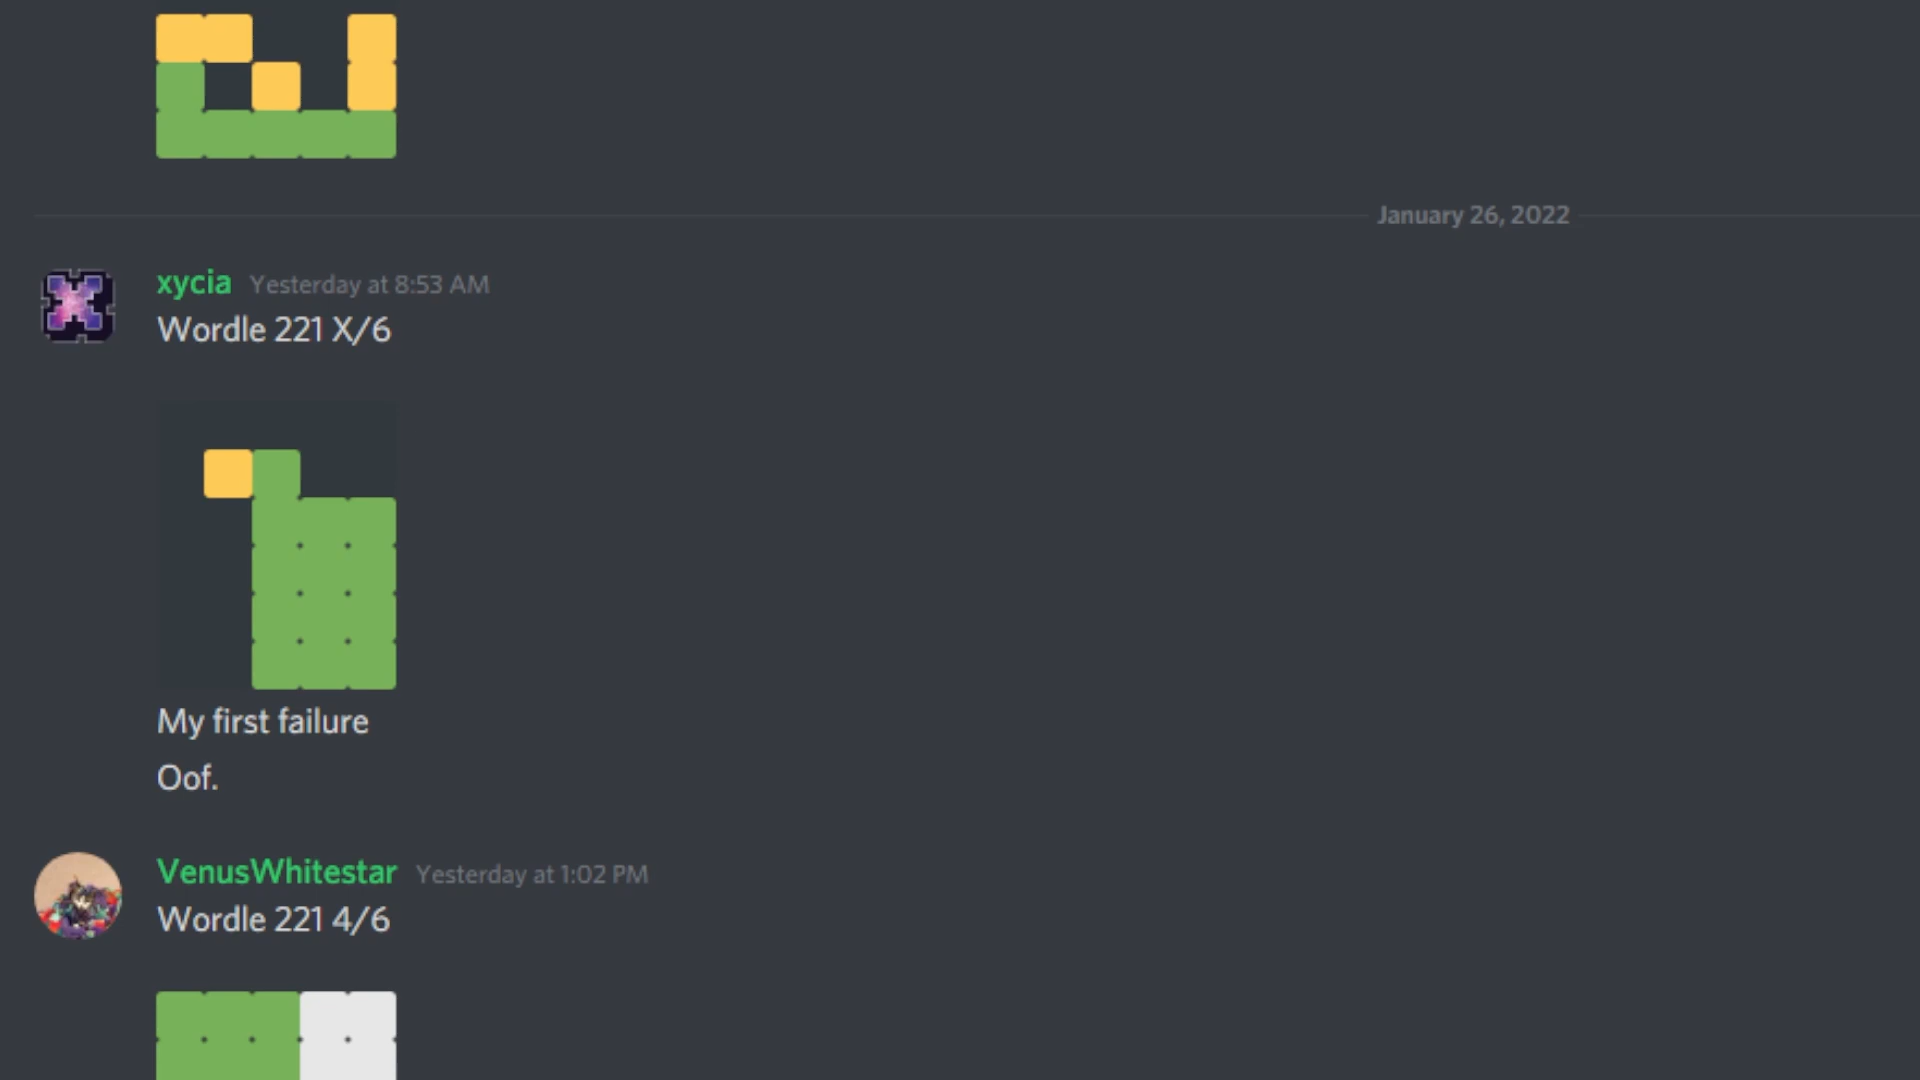 January 26, 2022
xycia Yesterday at 8:53 AM
Wordle 221 X/6
My first failure
Oof.
VenusWhitestar Yesterday at 1:02 PM
Wordle 221 4/6